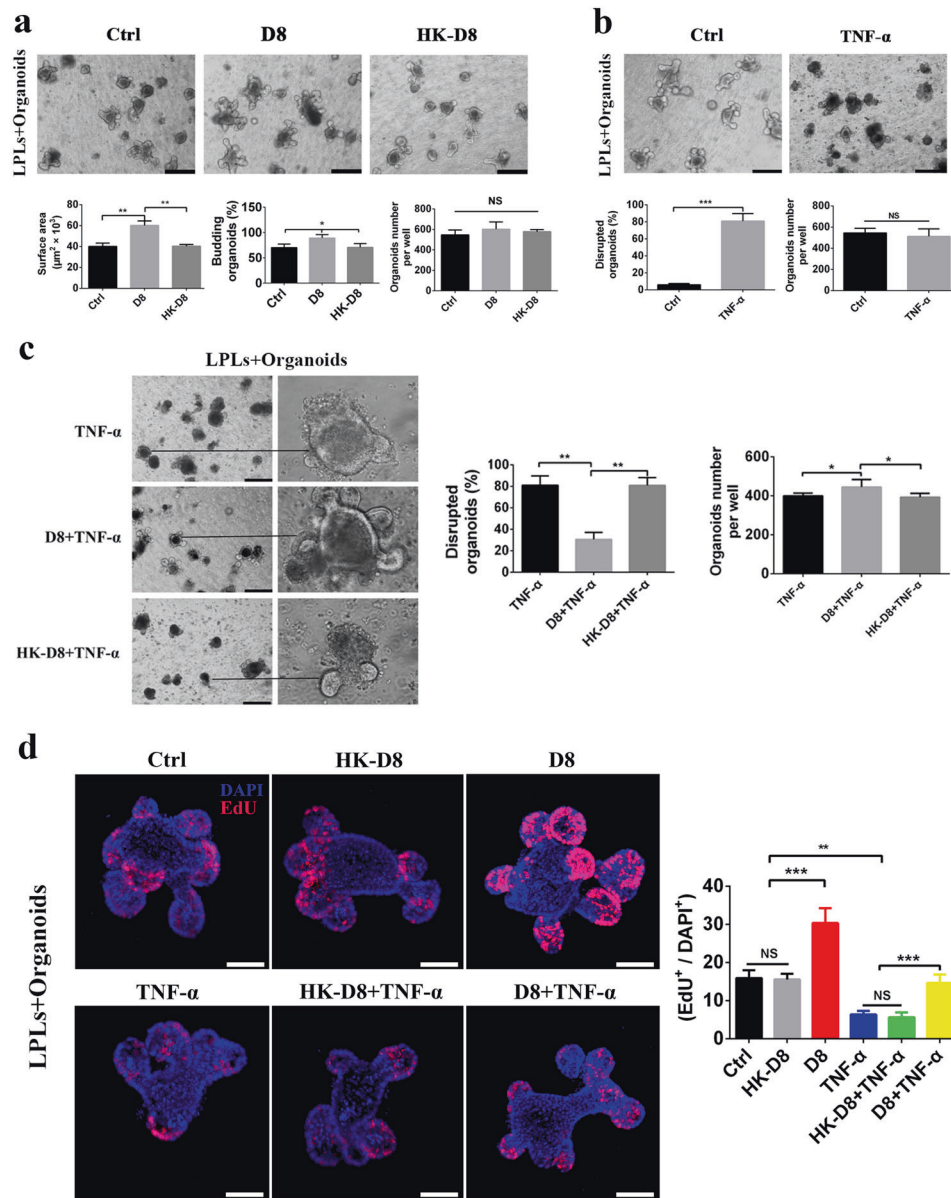 a
Ctrl
D8
HK-D8
LPLs+Organoids
Surface area
(μm² × 10³)
80
60
40
20
0
**
**
Ctrl
D8
HK-D8
Budding
organoids (%)
200
150
100
50
0
*
Ctrl
D8
HK-D8
Organoids number
per well
800
600
400
200
0
NS
Ctrl
D8
HK-D8
b
Ctrl
TNF-α
LPLs+Organoids
Disrupted
organoids (%)
100
80
60
40
20
0
***
Ctrl
TNF-α
Organoids number
per well
800
600
400
200
0
NS
Ctrl
TNF-α
c
LPLs+Organoids
TNF-α
D8+TNF-α
HK-D8+TNF-α
Disrupted
organoids (%)
100
80
60
40
20
0
**
**
TNF-α
D8+TNF-α
HK-D8+TNF-α
Organoids number
per well
600
400
200
0
*
*
TNF-α
D8+TNF-α
HK-D8+TNF-α
d
LPLs+Organoids
Ctrl
HK-D8
D8
DAPI
EdU
TNF-α
HK-D8+TNF-α
D8+TNF-α
(EdU⁺ / DAPI⁺)
40
30
20
10
0
**
***
NS
***
NS
Ctrl
HK-D8
D8
TNF-α
HK-D8+TNF-α
D8+TNF-α